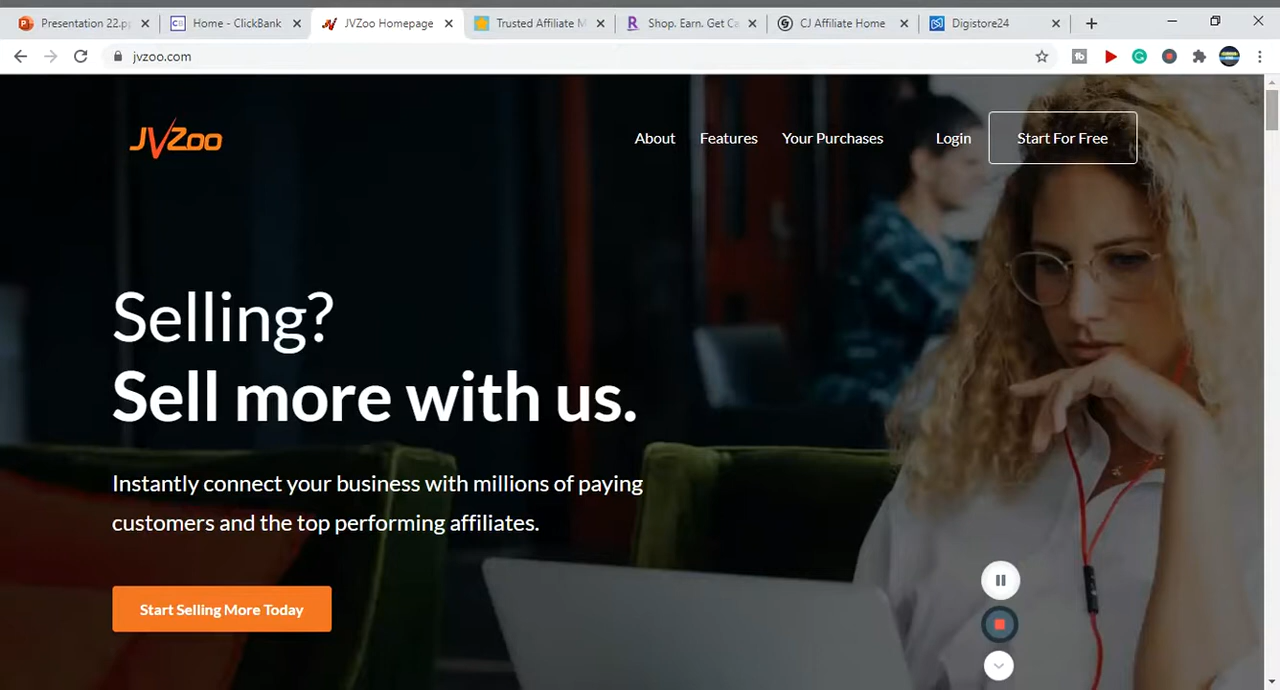 Presentation 22.pp
Home - ClickBank
JVZoo Homepage
Trusted Affiliate M
Shop. Earn. Get Ca
CJ Affiliate Home
Digistore24
jvzoo.com
JVZoo
About
Features
Your Purchases
Login
Start For Free
Selling?
Sell more with us.
Instantly connect your business with millions of paying
customers and the top performing affiliates.
Start Selling More Today